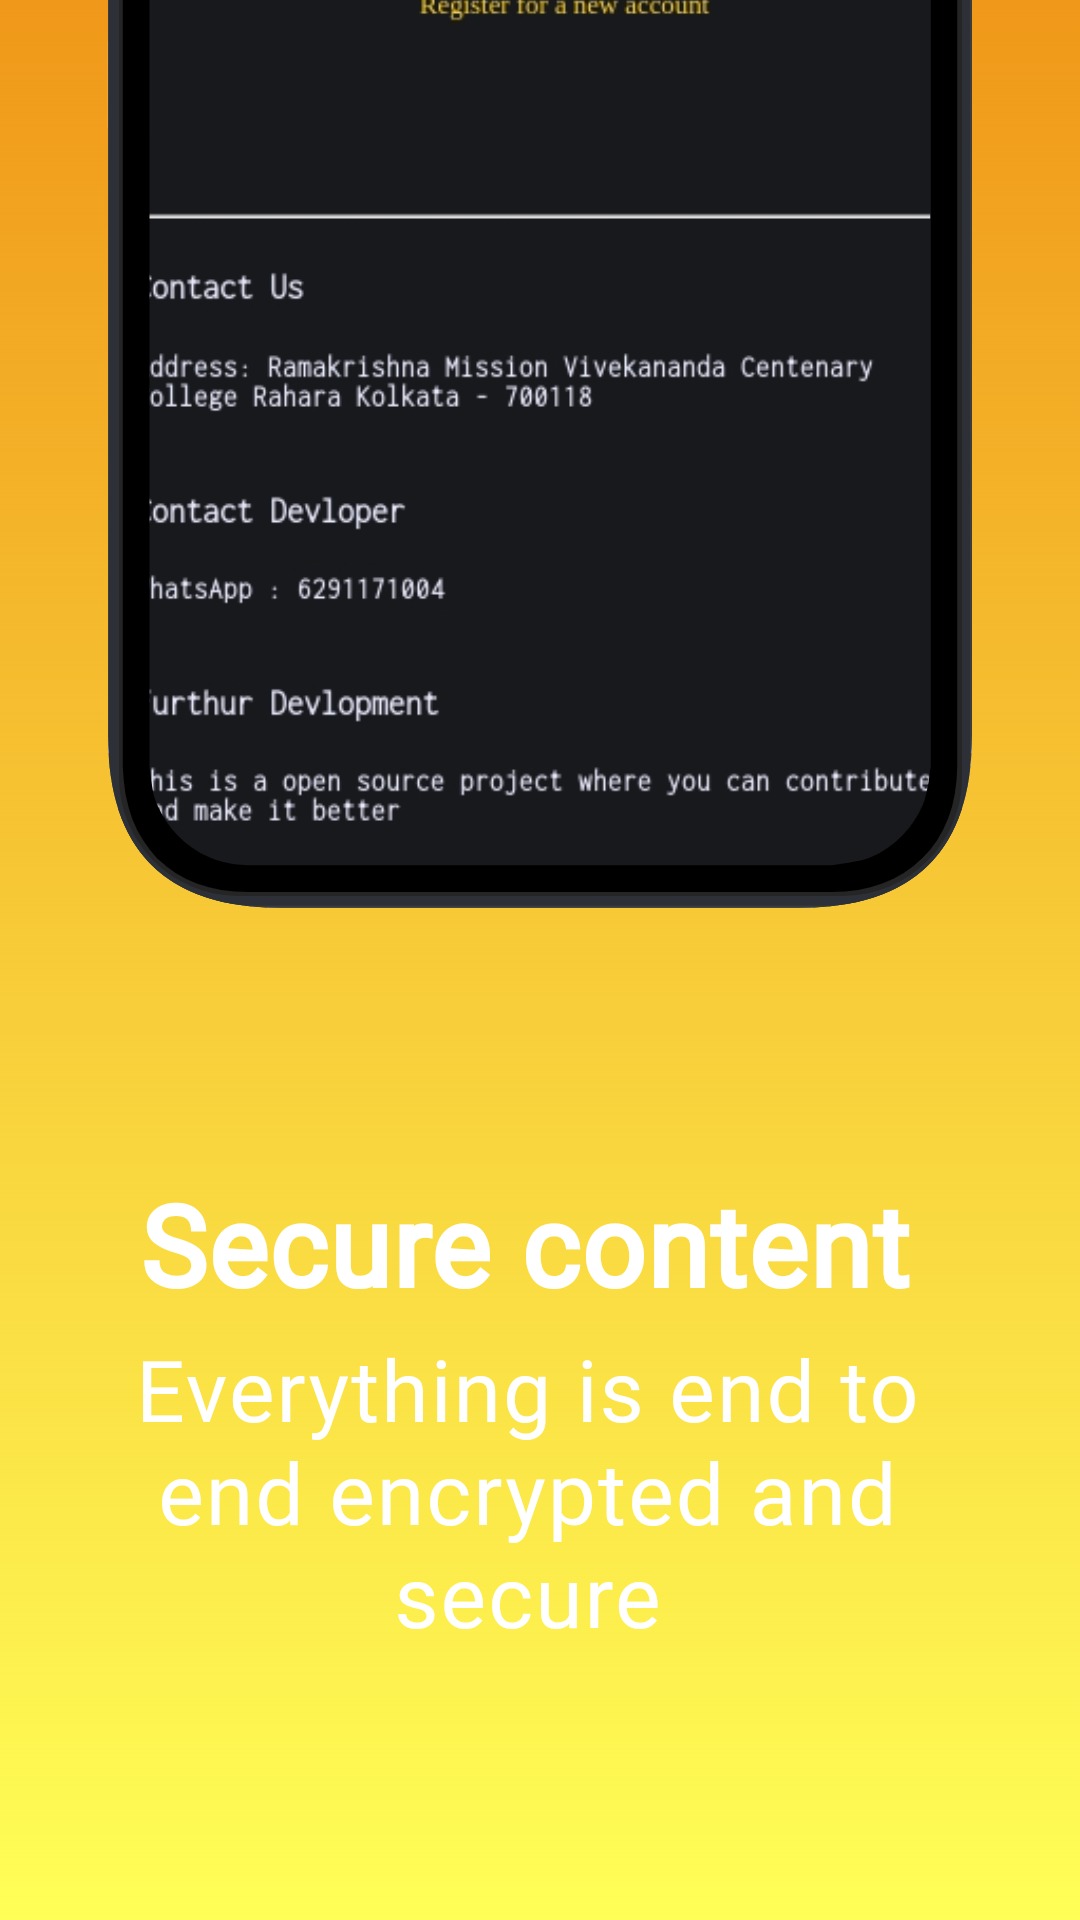 Register for a new account
ontact Us
ddress: Ramakrishna Mission Vivekananda Centenary
ollege Rahara Kolkata - 700118
ontact Devloper
hatsApp : 6291171004
urthur Devlopment
his is a open source project where you can contribute
d make it better
Secure content
Everything is end to
end encrypted and
secure